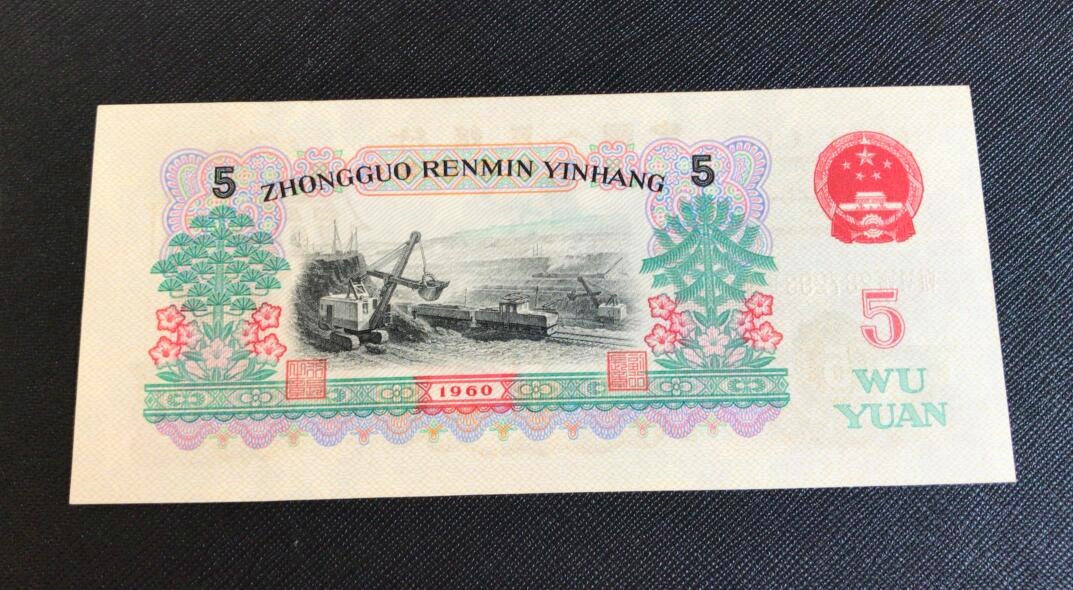 5 ZHONGGUO RENMIN YINHANG 5
5
WU
YUAN
1960